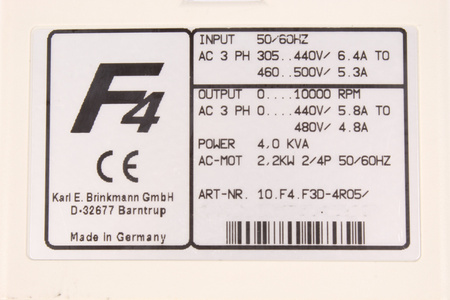 F4
CE
Karl E. Brinkmann GmbH
D-32677 Barntrup
Made in Germany
INPUT 50/60HZ
AC 3 PH 305..440V/ 6.4A TO
460..500V/ 5.3A
OUTPUT 0....10000 RPM
AC 3 PH 0....440V/ 5.8A TO
480V/ 4.8A
POWER 4,0 KVA
AC-MOT 2,2KW 2/4P 50/60HZ
ART-NR. 10.F4.F3D-4R05/